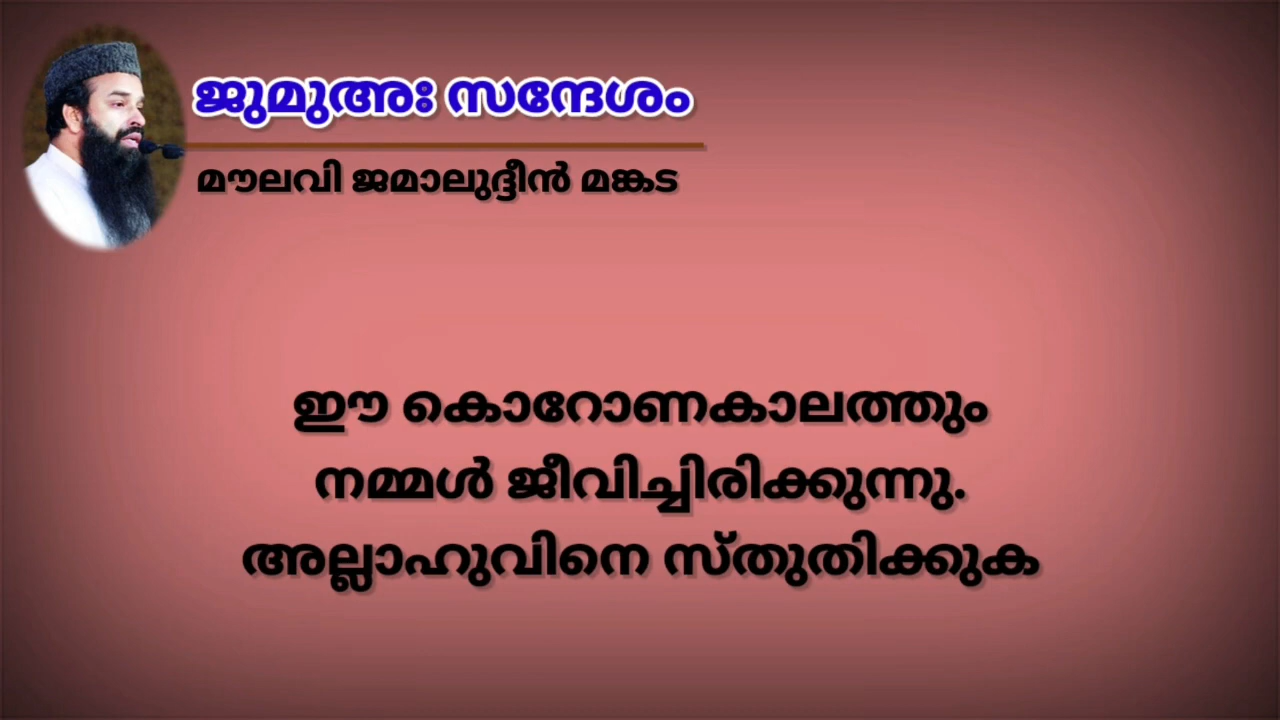 ജുമുഅഃ സന്ദേശം
മൗലവി ജമാലുദ്ദീൻ മങ്കട
ഈ കൊറോണകാലത്തും
നമ്മൾ ജീവിച്ചിരിക്കുന്നു.
അല്ലാഹുവിനെ സ്തുതിക്കുക